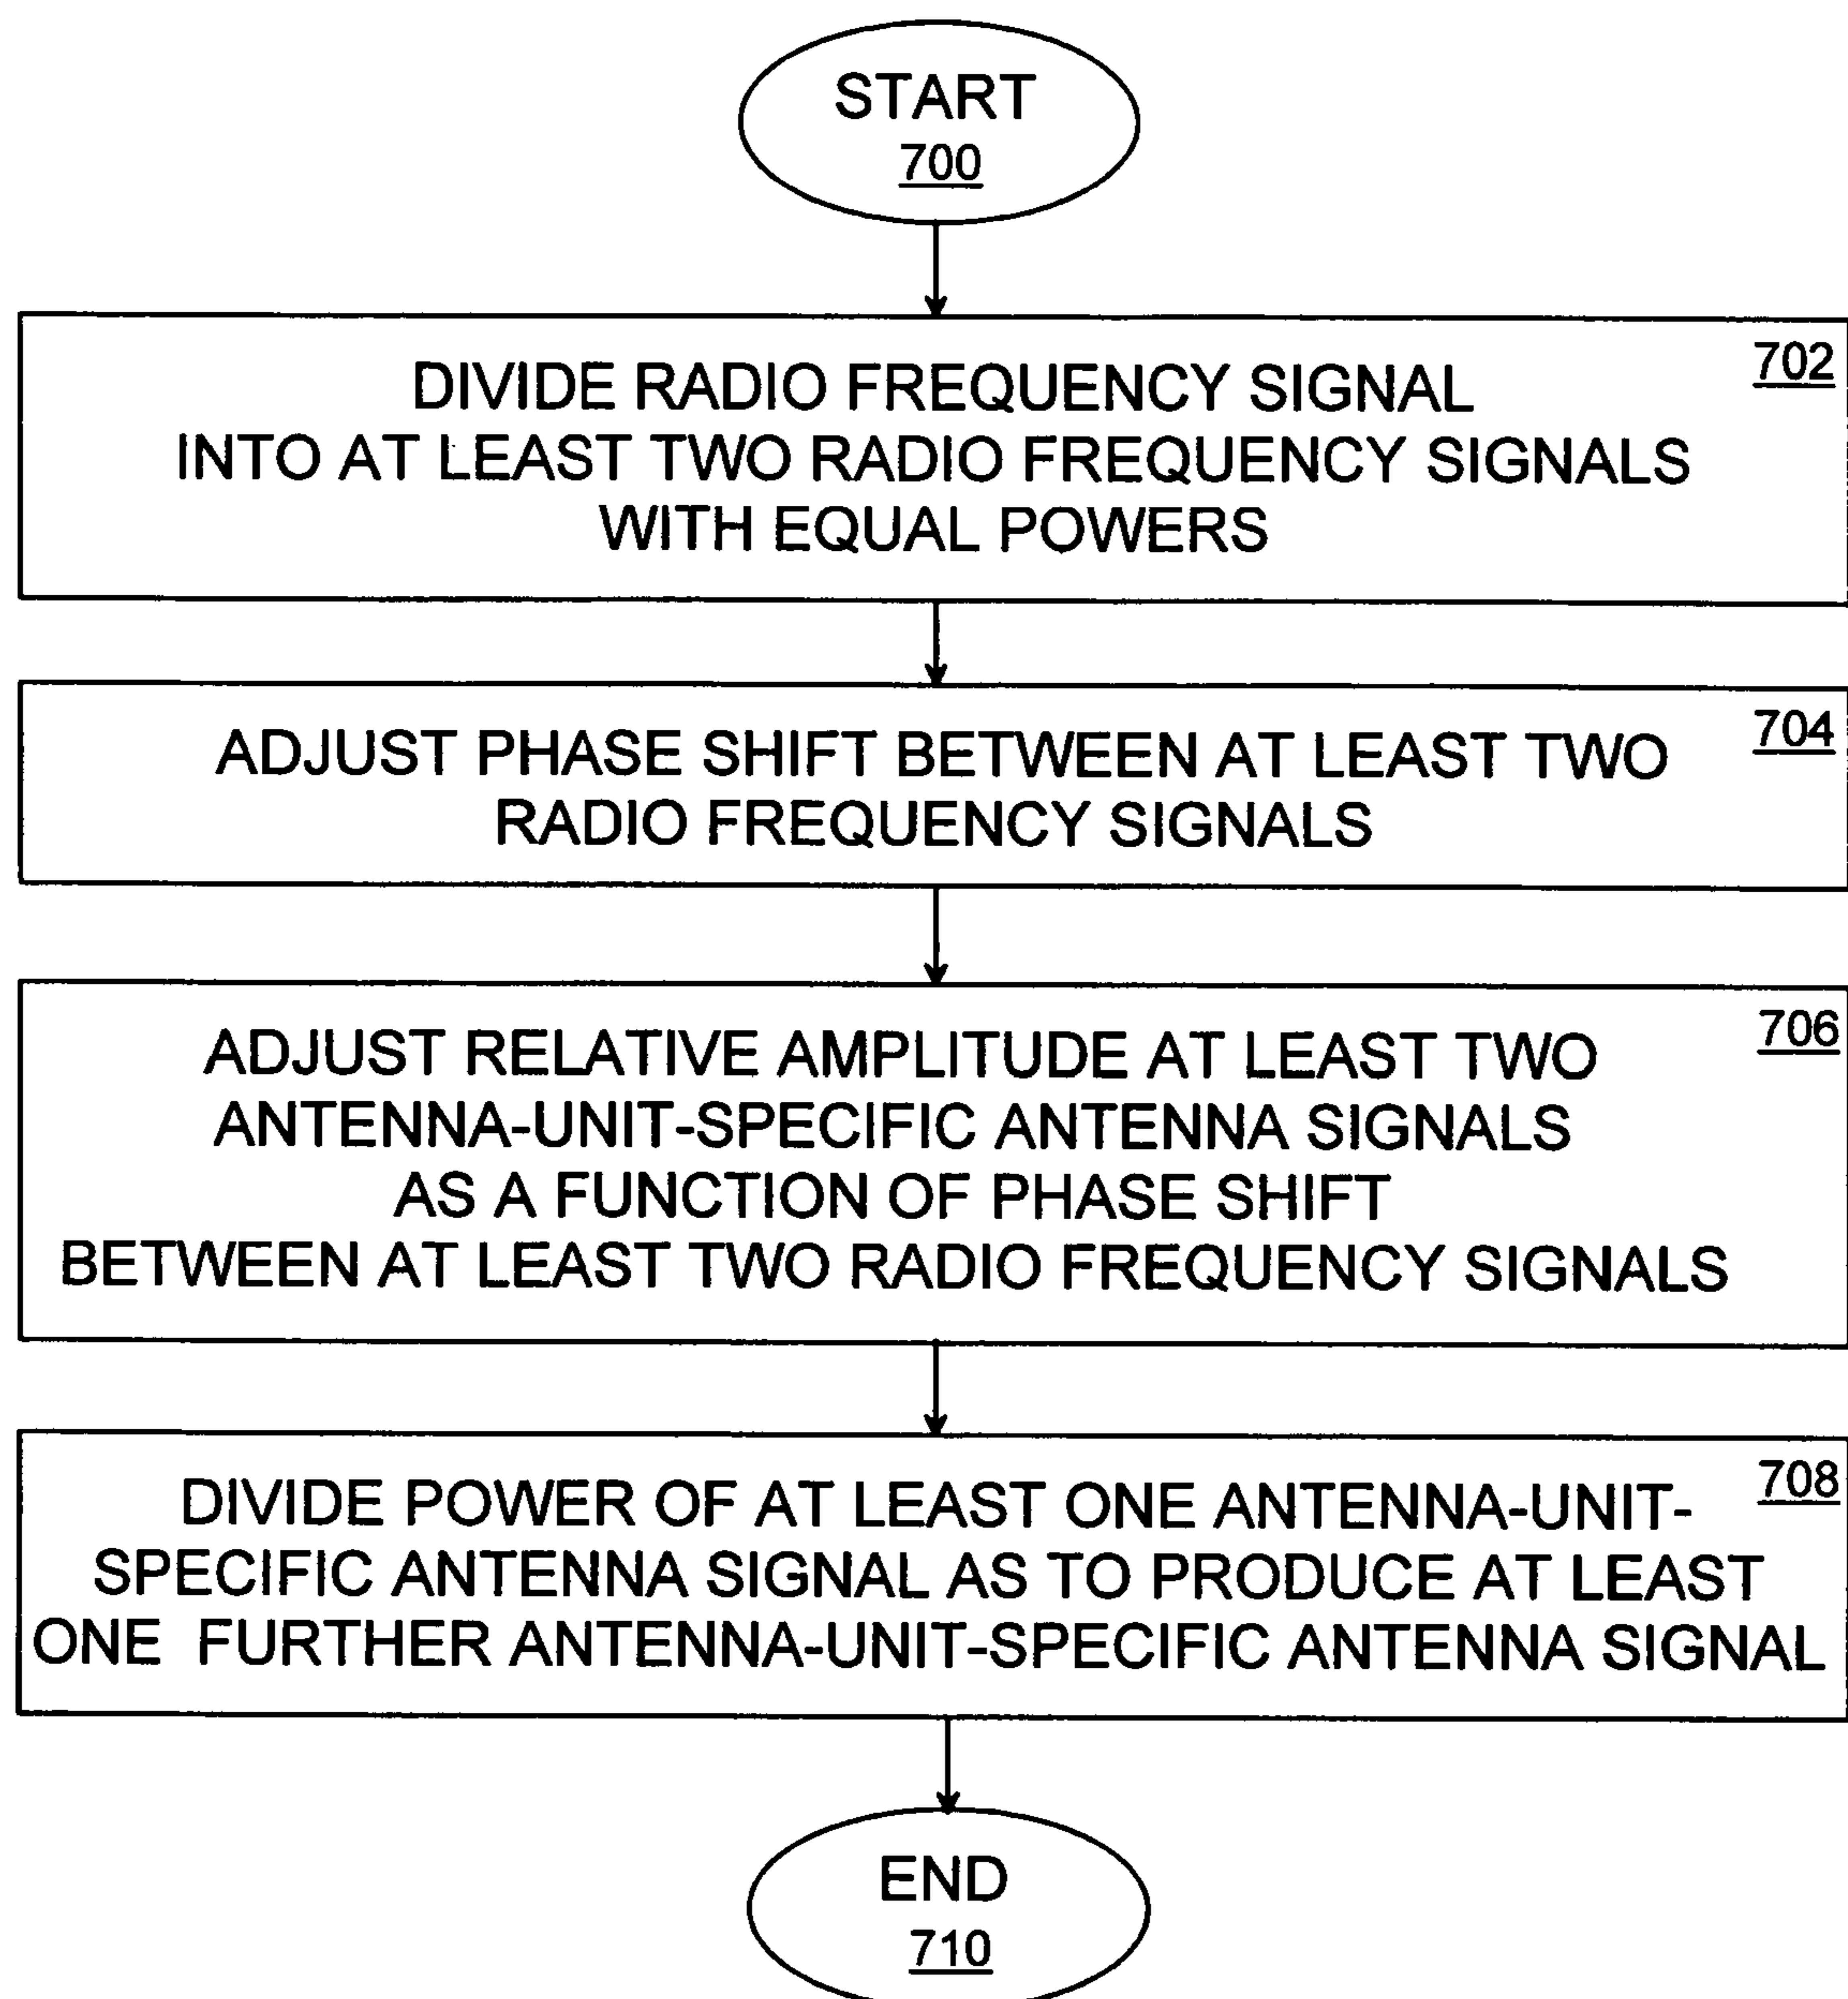 START
700
702
DIVIDE RADIO FREQUENCY SIGNAL
INTO AT LEAST TWO RADIO FREQUENCY SIGNALS
WITH EQUAL POWERS
704
ADJUST PHASE SHIFT BETWEEN AT LEAST TWO
RADIO FREQUENCY SIGNALS
706
ADJUST RELATIVE AMPLITUDE AT LEAST TWO
ANTENNA-UNIT-SPECIFIC ANTENNA SIGNALS
AS A FUNCTION OF PHASE SHIFT
BETWEEN AT LEAST TWO RADIO FREQUENCY SIGNALS
708
DIVIDE POWER OF AT LEAST ONE ANTENNA-UNIT-
SPECIFIC ANTENNA SIGNAL AS TO PRODUCE AT LEAST
ONE FURTHER ANTENNA-UNIT-SPECIFIC ANTENNA SIGNAL
END
710